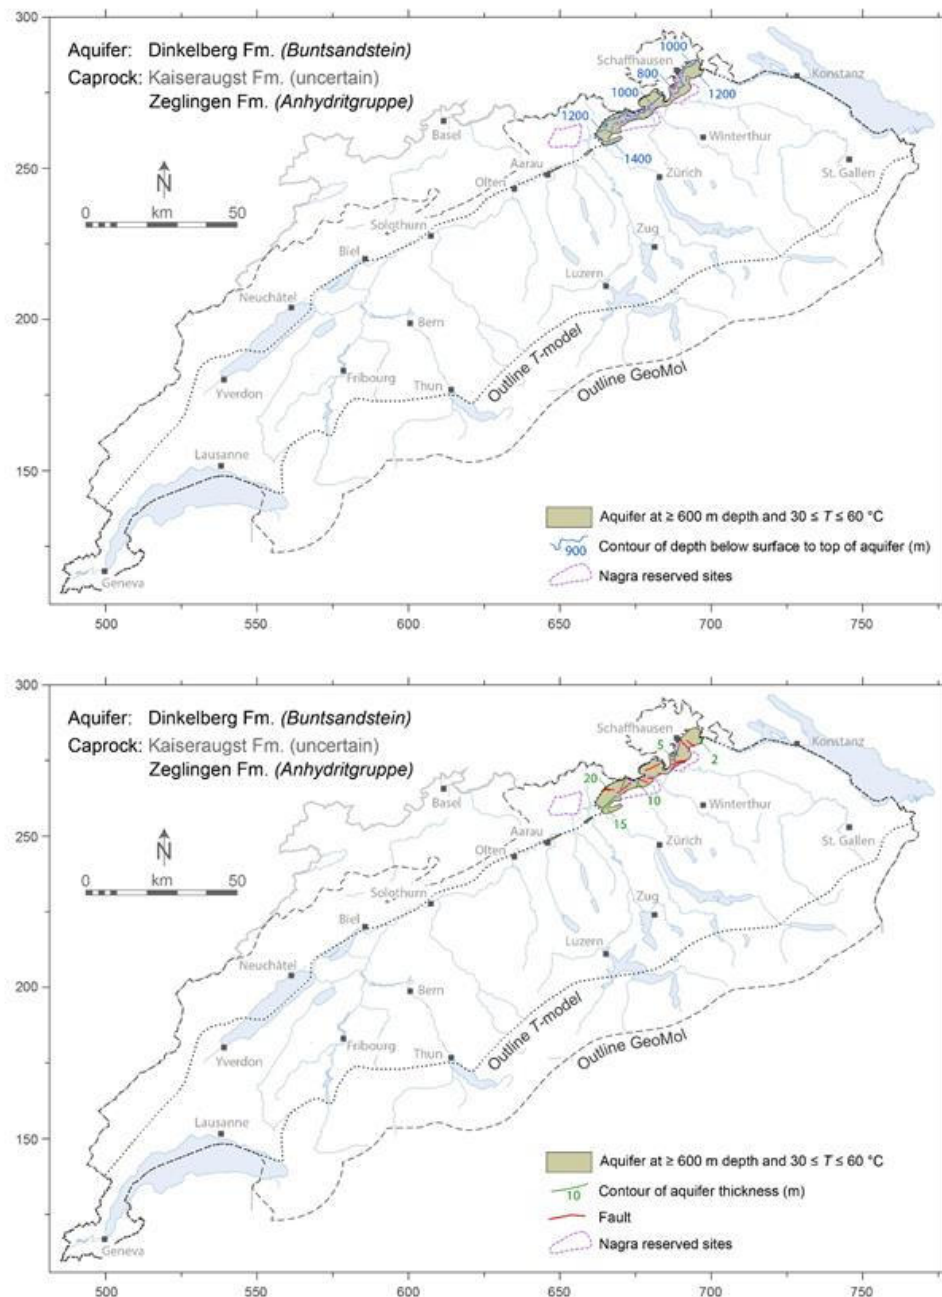 300
Aquifer: Dinkelberg Fm. (Buntsandstein)
Caprock: Kaiseraugst Fm. (uncertain)
Zeglingen Fm. (Anhydritgruppe)
1000
Schaffhausen
800
Konstanz
1000
1200
Basel
1200
Winterthur
250
Aarau
1400
St. Gallen
N
Olten
Zürich
0 km 50
Solothurn
Zug
Biel
Luzern
Neuchâtel
200
Bern
Outline T-model
Fribourg
Thun
Outline GeoMol
Yverdon
Lausanne
150
Aquifer at ≥ 600 m depth and 30 ≤ T ≤ 60 °C
900 Contour of depth below surface to top of aquifer (m)
Nagra reserved sites
Geneva
500 550 600 650 700 750
300
Aquifer: Dinkelberg Fm. (Buntsandstein)
Caprock: Kaiseraugst Fm. (uncertain)
Zeglingen Fm. (Anhydritgruppe)
Schaffhausen
5
Konstanz
2
20
Basel
10
Winterthur
15
250
Aarau
St. Gallen
N
Olten
Zürich
0 km 50
Solothurn
Zug
Biel
Luzern
Neuchâtel
200
Bern
Outline T-model
Fribourg
Thun
Outline GeoMol
Yverdon
Lausanne
150
Aquifer at ≥ 600 m depth and 30 ≤ T ≤ 60 °C
10 Contour of aquifer thickness (m)
Fault
Nagra reserved sites
Geneva
500 550 600 650 700 750